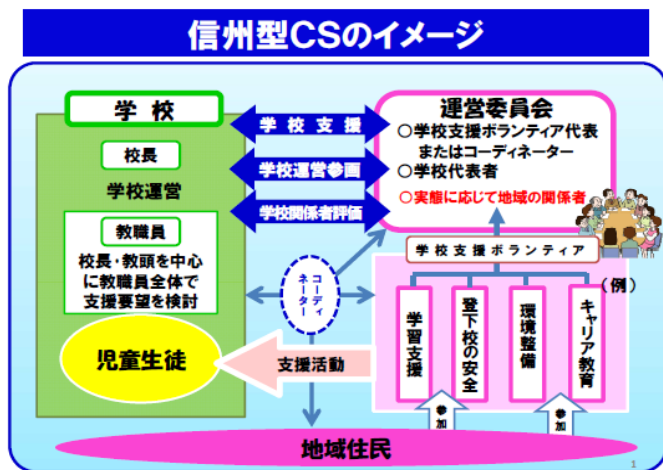 信州型CSのイメージ
学校
校長
学校運営
教職員
校長・教頭を中心
に教職員全体で
支援要望を検討
児童生徒
学校支援
学校運営参画
学校関係者評価
コーディ
ネーター
支援活動
運営委員会
○学校支援ボランティア代表
またはコーディネーター
○学校代表者
○実態に応じて地域の関係者
学校支援ボランティア
(例)
学習支援
登下校の安全
環境整備
キャリア教育
参加
参加
地域住民
1